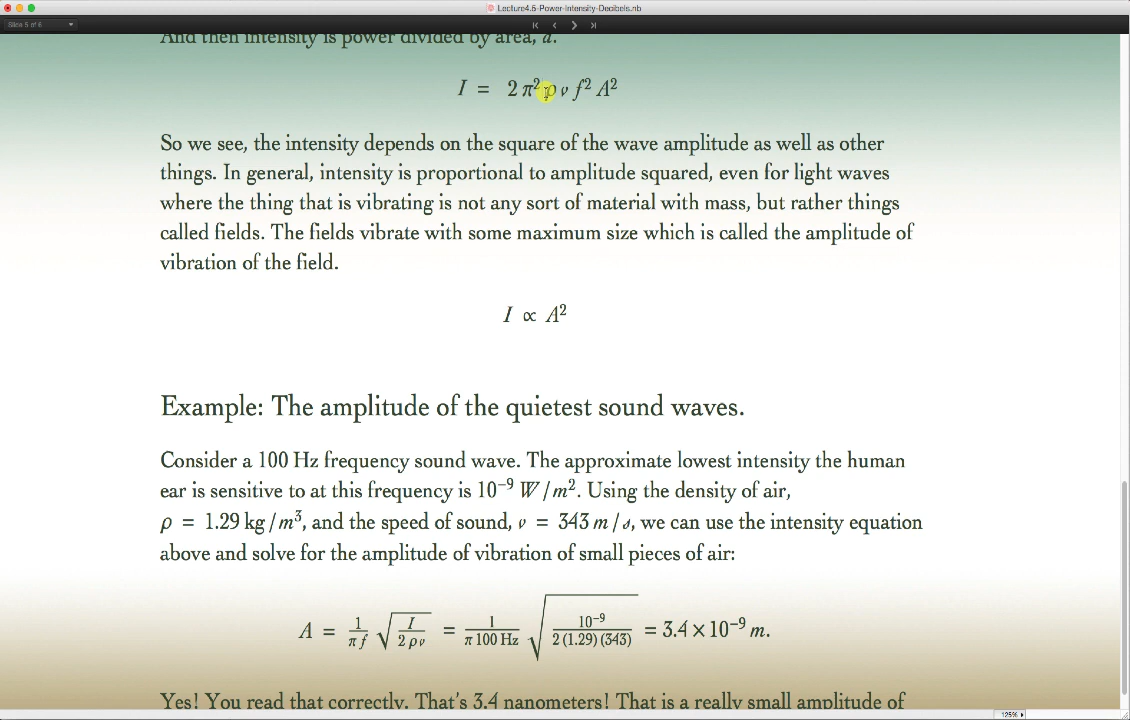 Lecture4.5-Power-Intensity-Decibels.nb
Slide 5 of 6
And then intensity is power divided by area, a.
I = 2 π² ρ v f² A²
So we see, the intensity depends on the square of the wave amplitude as well as other
things. In general, intensity is proportional to amplitude squared, even for light waves
where the thing that is vibrating is not any sort of material with mass, but rather things
called fields. The fields vibrate with some maximum size which is called the amplitude of
vibration of the field.
I ∝ A²
Example: The amplitude of the quietest sound waves.
Consider a 100 Hz frequency sound wave. The approximate lowest intensity the human
ear is sensitive to at this frequency is 10⁻⁹ W/m². Using the density of air,
ρ = 1.29 kg/m³, and the speed of sound, v = 343 m/s, we can use the intensity equation
above and solve for the amplitude of vibration of small pieces of air:
A = 1/(π f) √(I/(2 ρ v)) = 1/(π 100 Hz) √(10⁻⁹/(2 (1.29) (343))) = 3.4 × 10⁻⁹ m.
Yes! You read that correctly. That's 3.4 nanometers! That is a really small amplitude of
125%